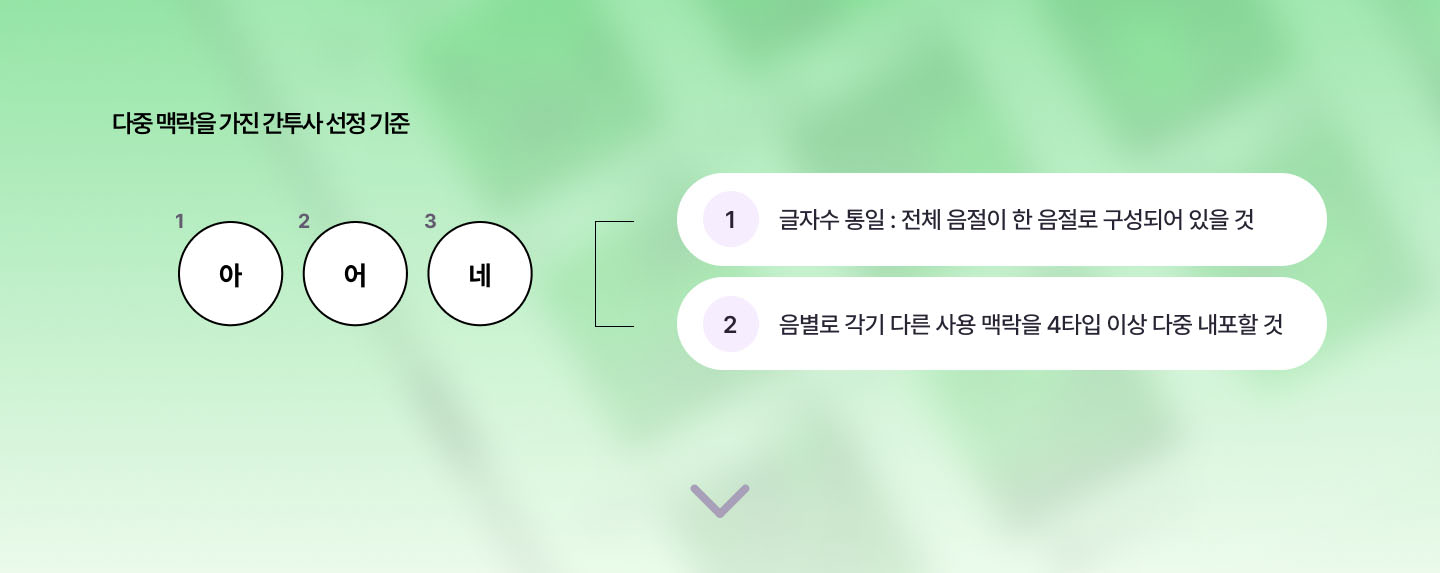 다중 맥락을 가진 간투사 선정 기준
1 2 3
아 어 네
1 글자수 통일 : 전체 음절이 한 음절로 구성되어 있을 것
2 음별로 각기 다른 사용 맥락을 4타입 이상 다중 내포할 것